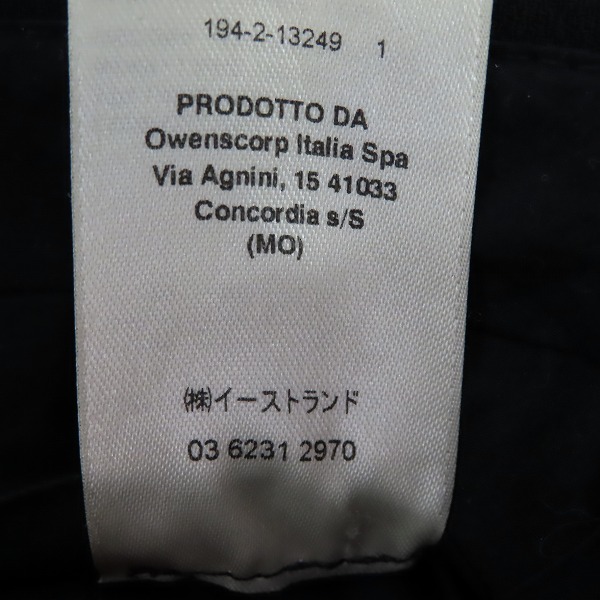 194-2-13249 1
PRODOTTO DA
Owenscorp Italia Spa
Via Agnini, 15 41033
Concordia s/S
(MO)
㈱イーストランド
03 6231 2970